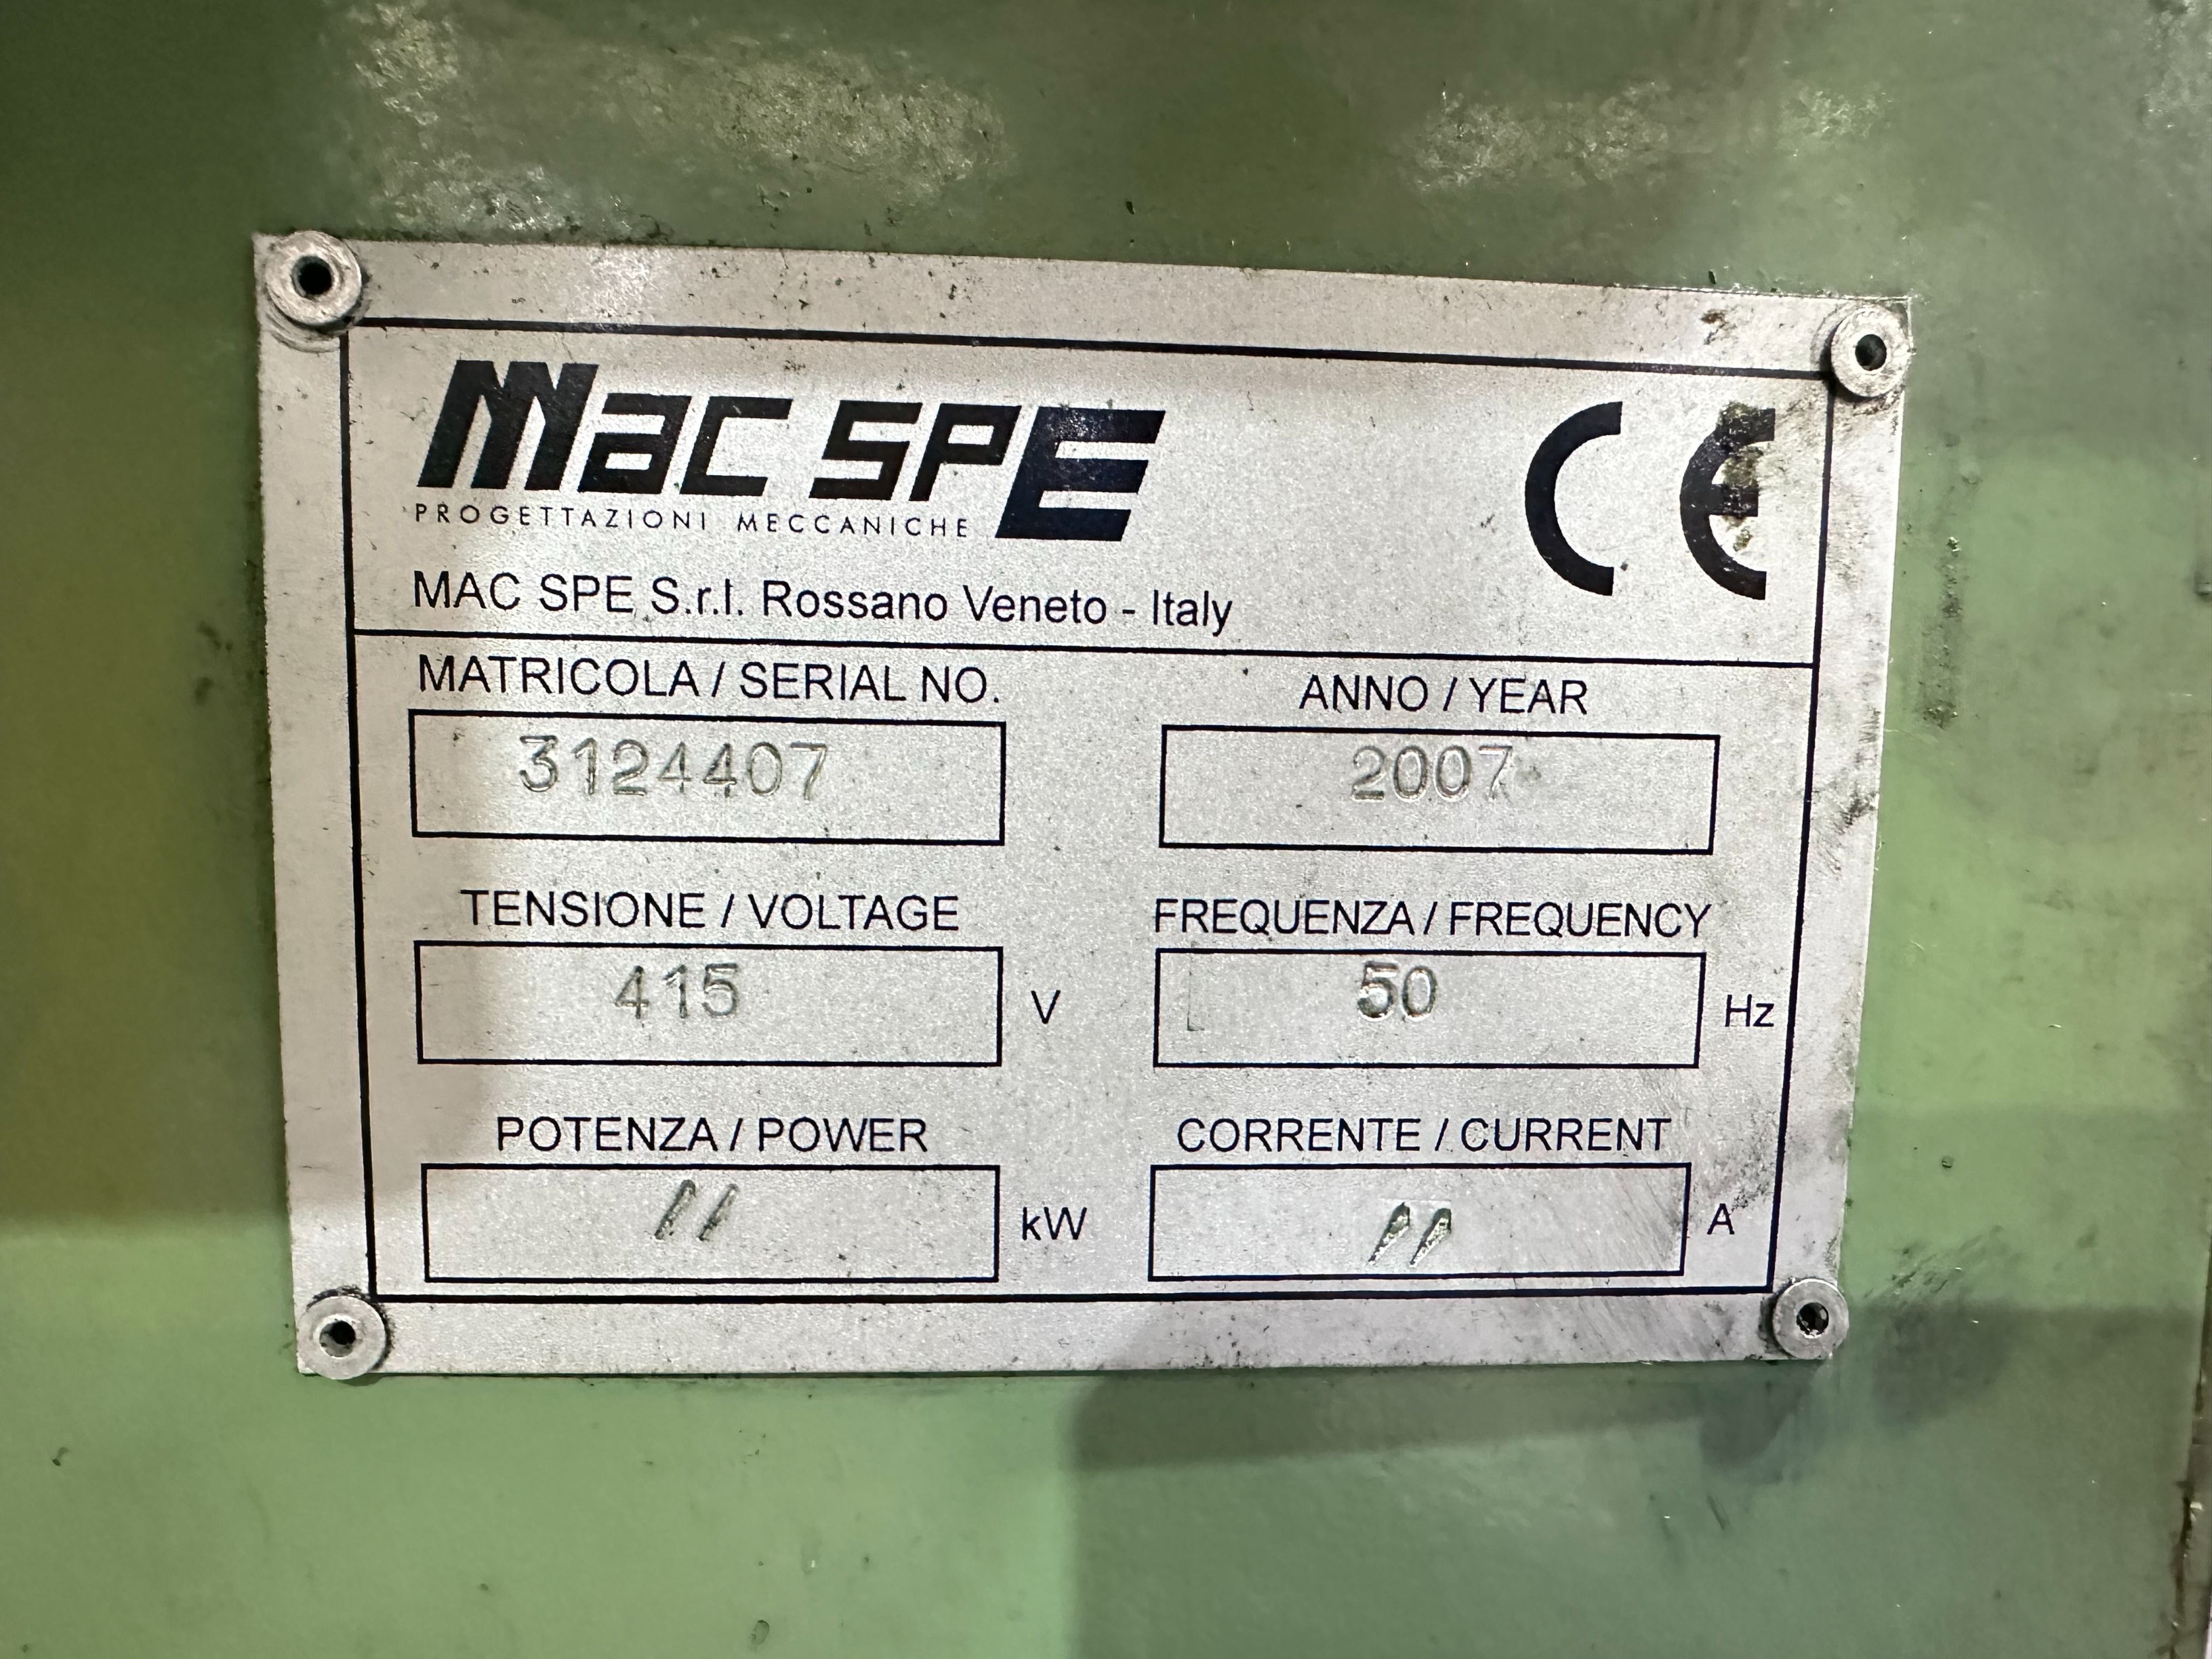 Mac SPE
PROGETTAZIONI MECCANICHE
CE
MAC SPE S.r.l. Rossano Veneto - Italy
MATRICOLA / SERIAL NO.
3124407
ANNO / YEAR
2007
TENSIONE / VOLTAGE
415 V
FREQUENZA / FREQUENCY
50 Hz
POTENZA / POWER
// kW
CORRENTE / CURRENT
// A